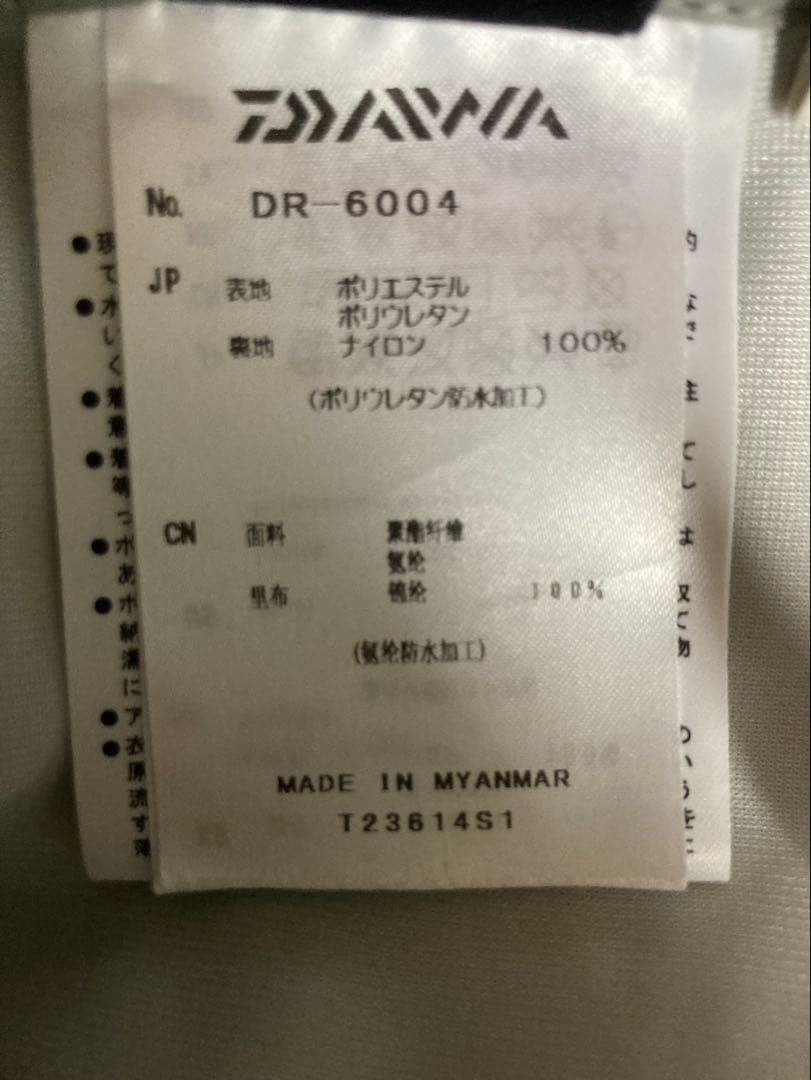 DAIWA
No. DR-6004
JP 表地 ポリエステル
ポリウレタン
裏地 ナイロン 100%
(ポリウレタン防水加工)
CN 面料 聚酯纤维
氨纶
里布 锦纶 100%
(氨纶防水加工)
MADE IN MYANMAR
T23614S1